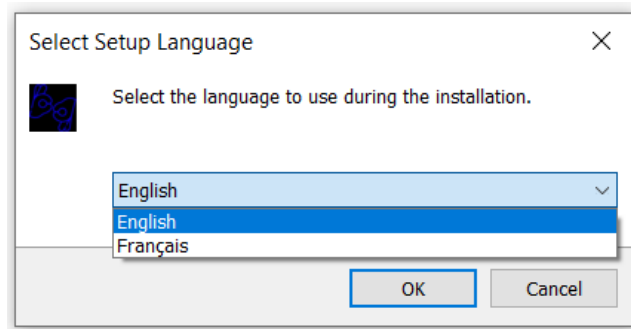 Select Setup Language
Select the language to use during the installation.
English
English
Français
OK
Cancel